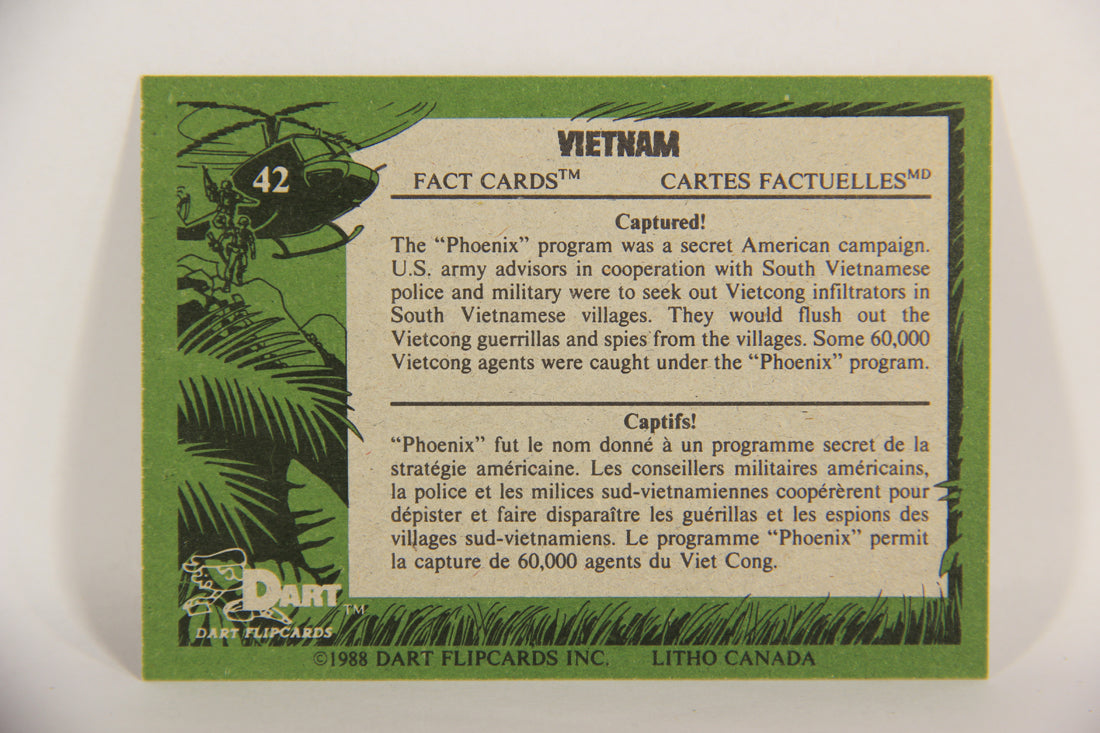 42
VIETNAM
FACT CARDS™ CARTES FACTUELLES MD
Captured!
The “Phoenix” program was a secret American campaign.
U.S. army advisors in cooperation with South Vietnamese
police and military were to seek out Vietcong infiltrators in
South Vietnamese villages. They would flush out the
Vietcong guerrillas and spies from the villages. Some 60,000
Vietcong agents were caught under the “Phoenix” program.
Captifs!
“Phoenix” fut le nom donné à un programme secret de la
stratégie américaine. Les conseillers militaires américains,
la police et les milices sud-vietnamiennes coopérèrent pour
dépister et faire disparaître les guérillas et les espions des
villages sud-vietnamiens. Le programme “Phoenix” permit
la capture de 60,000 agents du Viet Cong.
DART™
DART FLIPCARDS
©1988 DART FLIPCARDS INC. LITHO CANADA